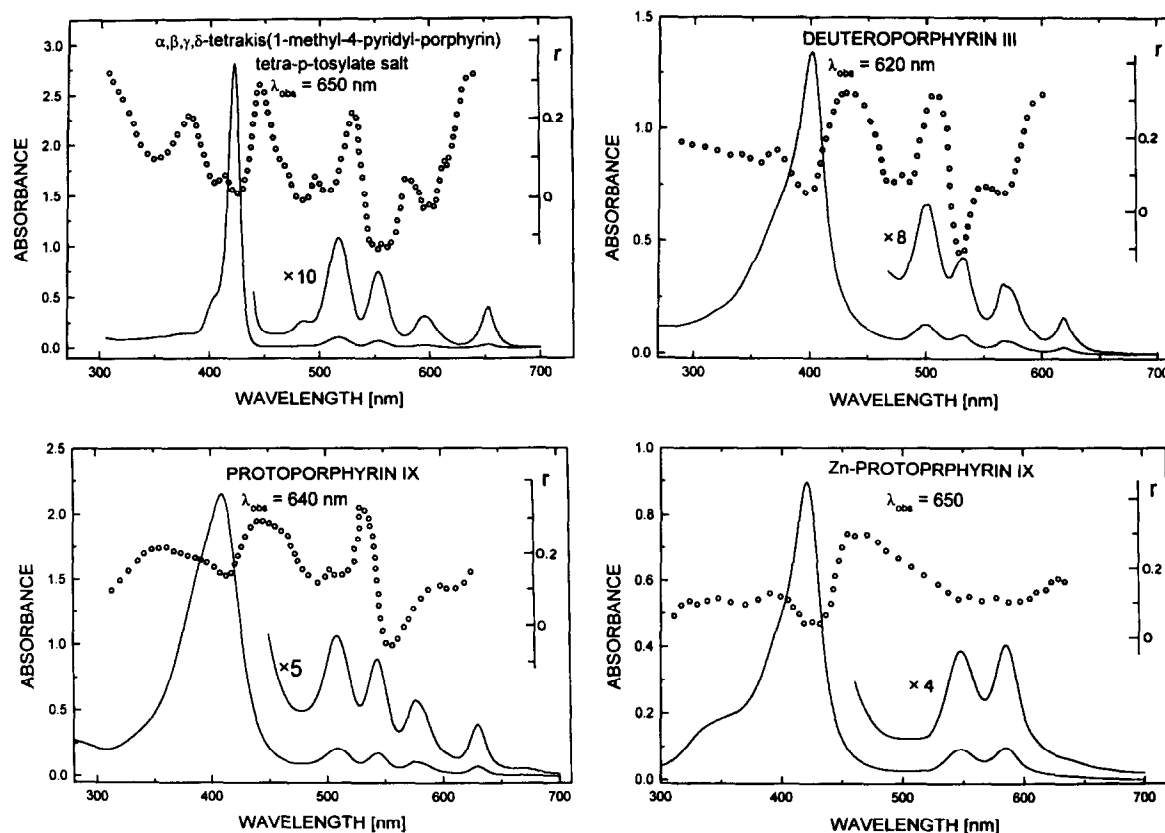 α,β,γ,δ-tetrakis(1-methyl-4-pyridyl-porphyrin)
tetra-p-tosylate salt
λobs = 650 nm
r
ABSORBANCE
3.0
2.5
2.0
1.5
1.0
0.5
0.0
0.2
0
×10
300 400 500 600 700
WAVELENGTH [nm]
DEUTEROPORPHYRIN III
λobs = 620 nm
r
ABSORBANCE
1.5
1.0
0.5
0.0
0.2
0
×8
300 400 500 600 700
WAVELENGTH [nm]
PROTOPORPHYRIN IX
λobs = 640 nm
r
ABSORBANCE
2.5
2.0
1.5
1.0
0.5
0.0
0.2
0
×5
300 400 500 600 700
WAVELENGTH [nm]
Zn-PROTOPRPHYRIN IX
λobs = 650
r
ABSORBANCE
1.0
0.8
0.6
0.4
0.2
0.0
0.2
0
×4
300 400 500 600 700
WAVELENGTH [nm]